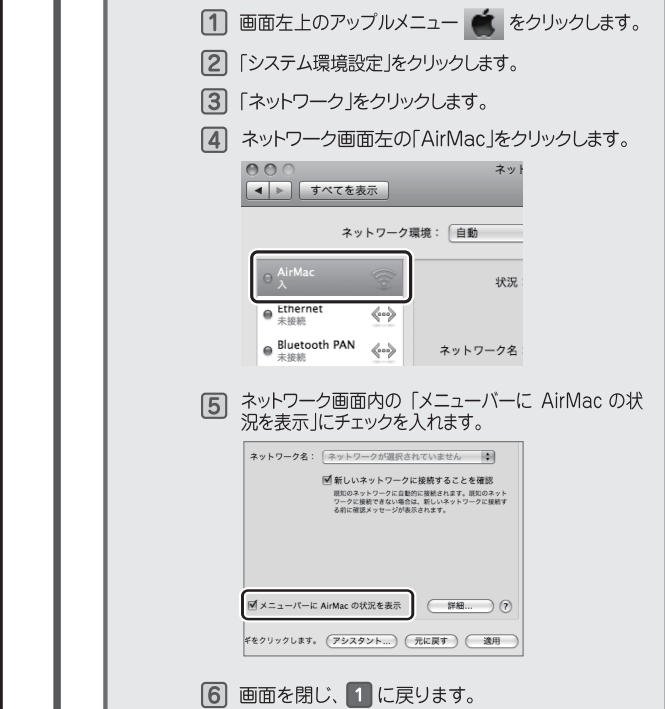 1 画面左上のアップルメニュー をクリックします。
2 「システム環境設定」をクリックします。
3 「ネットワーク」をクリックします。
4 ネットワーク画面左の「AirMac」をクリックします。
すべてを表示
ネットワーク環境： 自動
AirMac
入
状況
Ethernet
未接続
Bluetooth PAN
未接続
ネットワーク名
5 ネットワーク画面内の「メニューバーに AirMac の状
況を表示」にチェックを入れます。
ネットワーク名： ネットワークが選択されていません
新しいネットワークに接続することを確認
既知のネットワークに自動的に接続されます。既知のネット
ワークに接続できない場合は、新しいネットワークに接続す
る前に確認メッセージが表示されます。
メニューバーに AirMac の状況を表示 詳細... ?
をクリックします。 アシスタント... 元に戻す 適用
6 画面を閉じ、1 に戻ります。